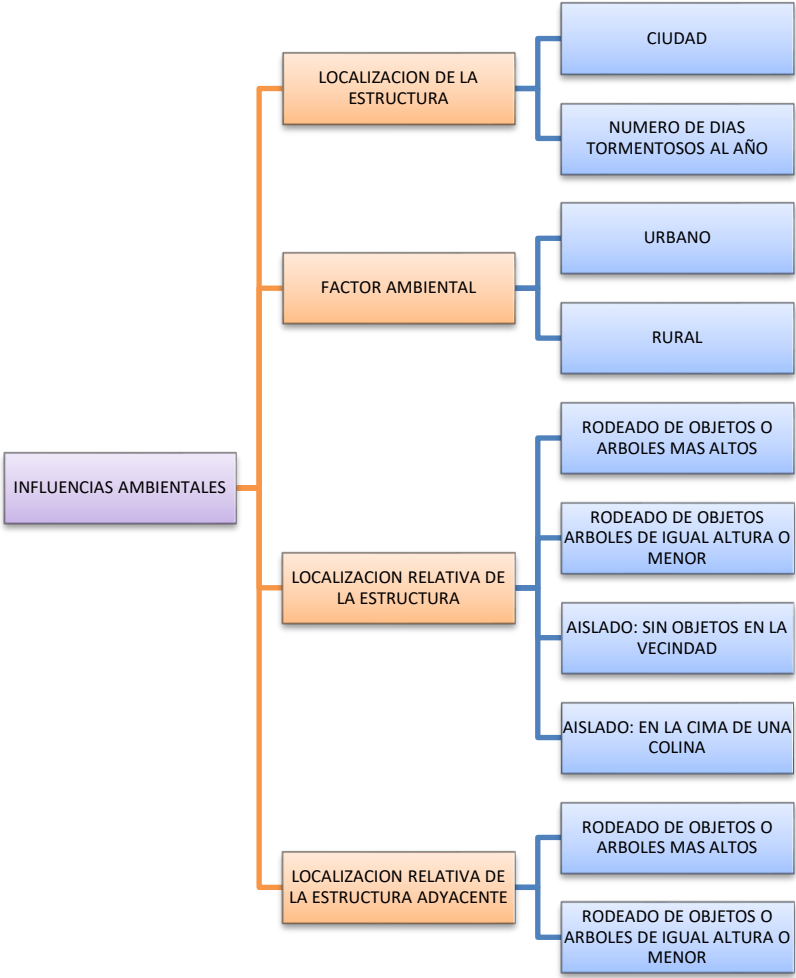 INFLUENCIAS AMBIENTALES
LOCALIZACION DE LA
ESTRUCTURA
CIUDAD
NUMERO DE DIAS
TORMENTOSOS AL AÑO
FACTOR AMBIENTAL
URBANO
RURAL
LOCALIZACION RELATIVA DE
LA ESTRUCTURA
RODEADO DE OBJETOS O
ARBOLES MAS ALTOS
RODEADO DE OBJETOS
ARBOLES DE IGUAL ALTURA O
MENOR
AISLADO: SIN OBJETOS EN LA
VECINDAD
AISLADO: EN LA CIMA DE UNA
COLINA
LOCALIZACION RELATIVA DE
LA ESTRUCTURA ADYACENTE
RODEADO DE OBJETOS O
ARBOLES MAS ALTOS
RODEADO DE OBJETOS O
ARBOLES DE IGUAL ALTURA O
MENOR